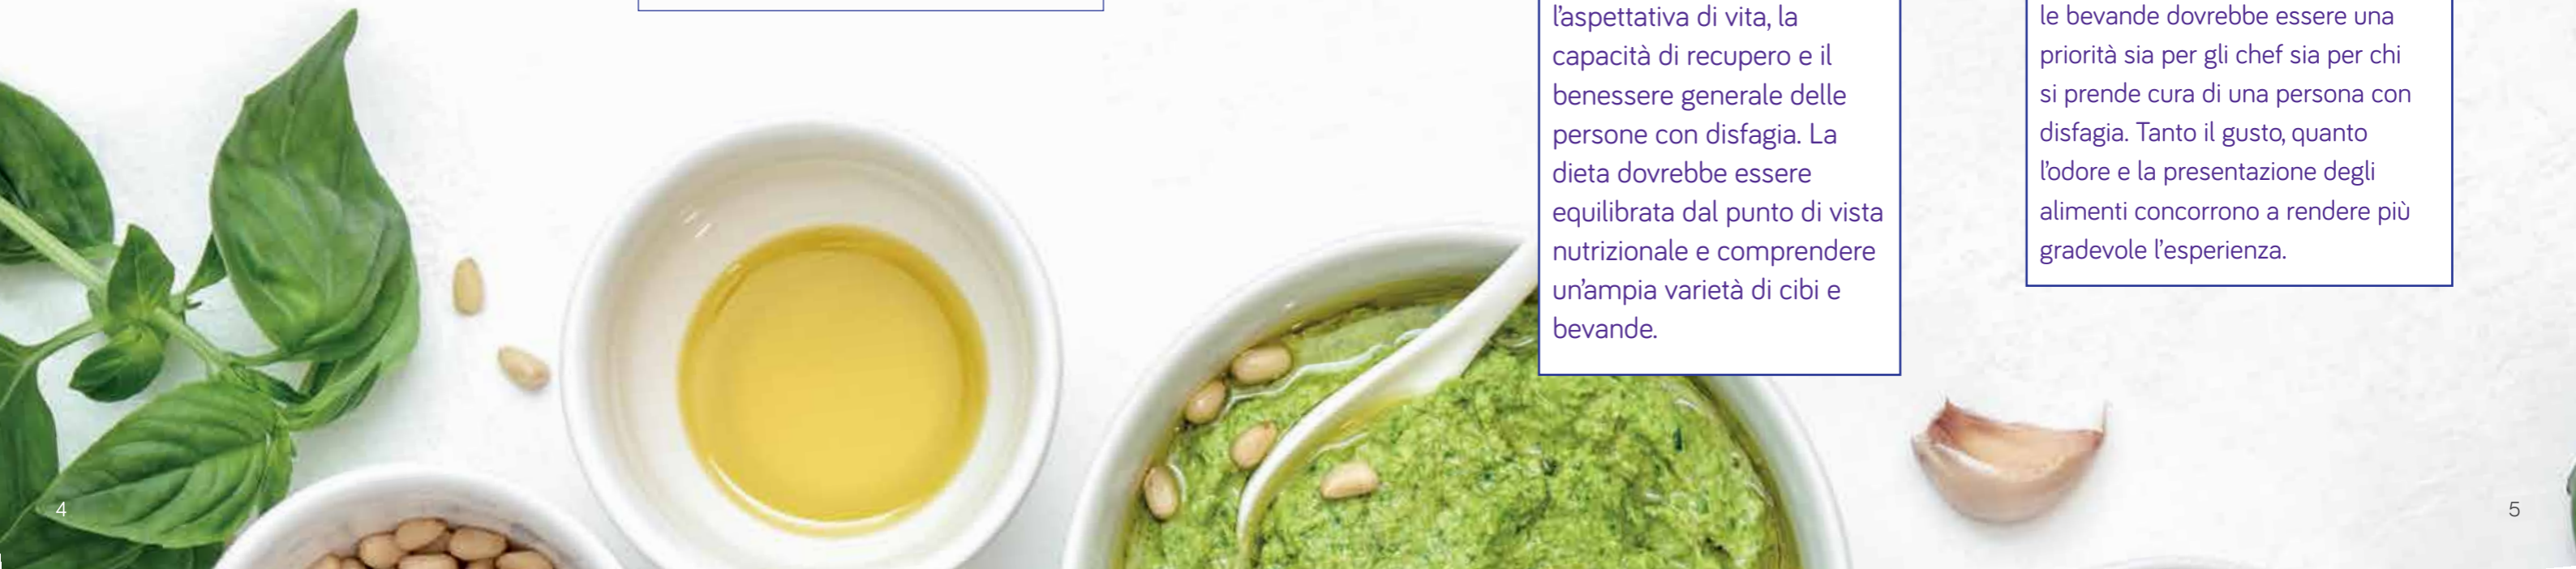 l'aspettativa di vita, la
capacità di recupero e il
benessere generale delle
persone con disfagia. La
dieta dovrebbe essere
equilibrata dal punto di vista
nutrizionale e comprendere
un'ampia varietà di cibi e
bevande.
le bevande dovrebbe essere una
priorità sia per gli chef sia per chi
si prende cura di una persona con
disfagia. Tanto il gusto, quanto
l'odore e la presentazione degli
alimenti concorrono a rendere più
gradevole l'esperienza.
4
5